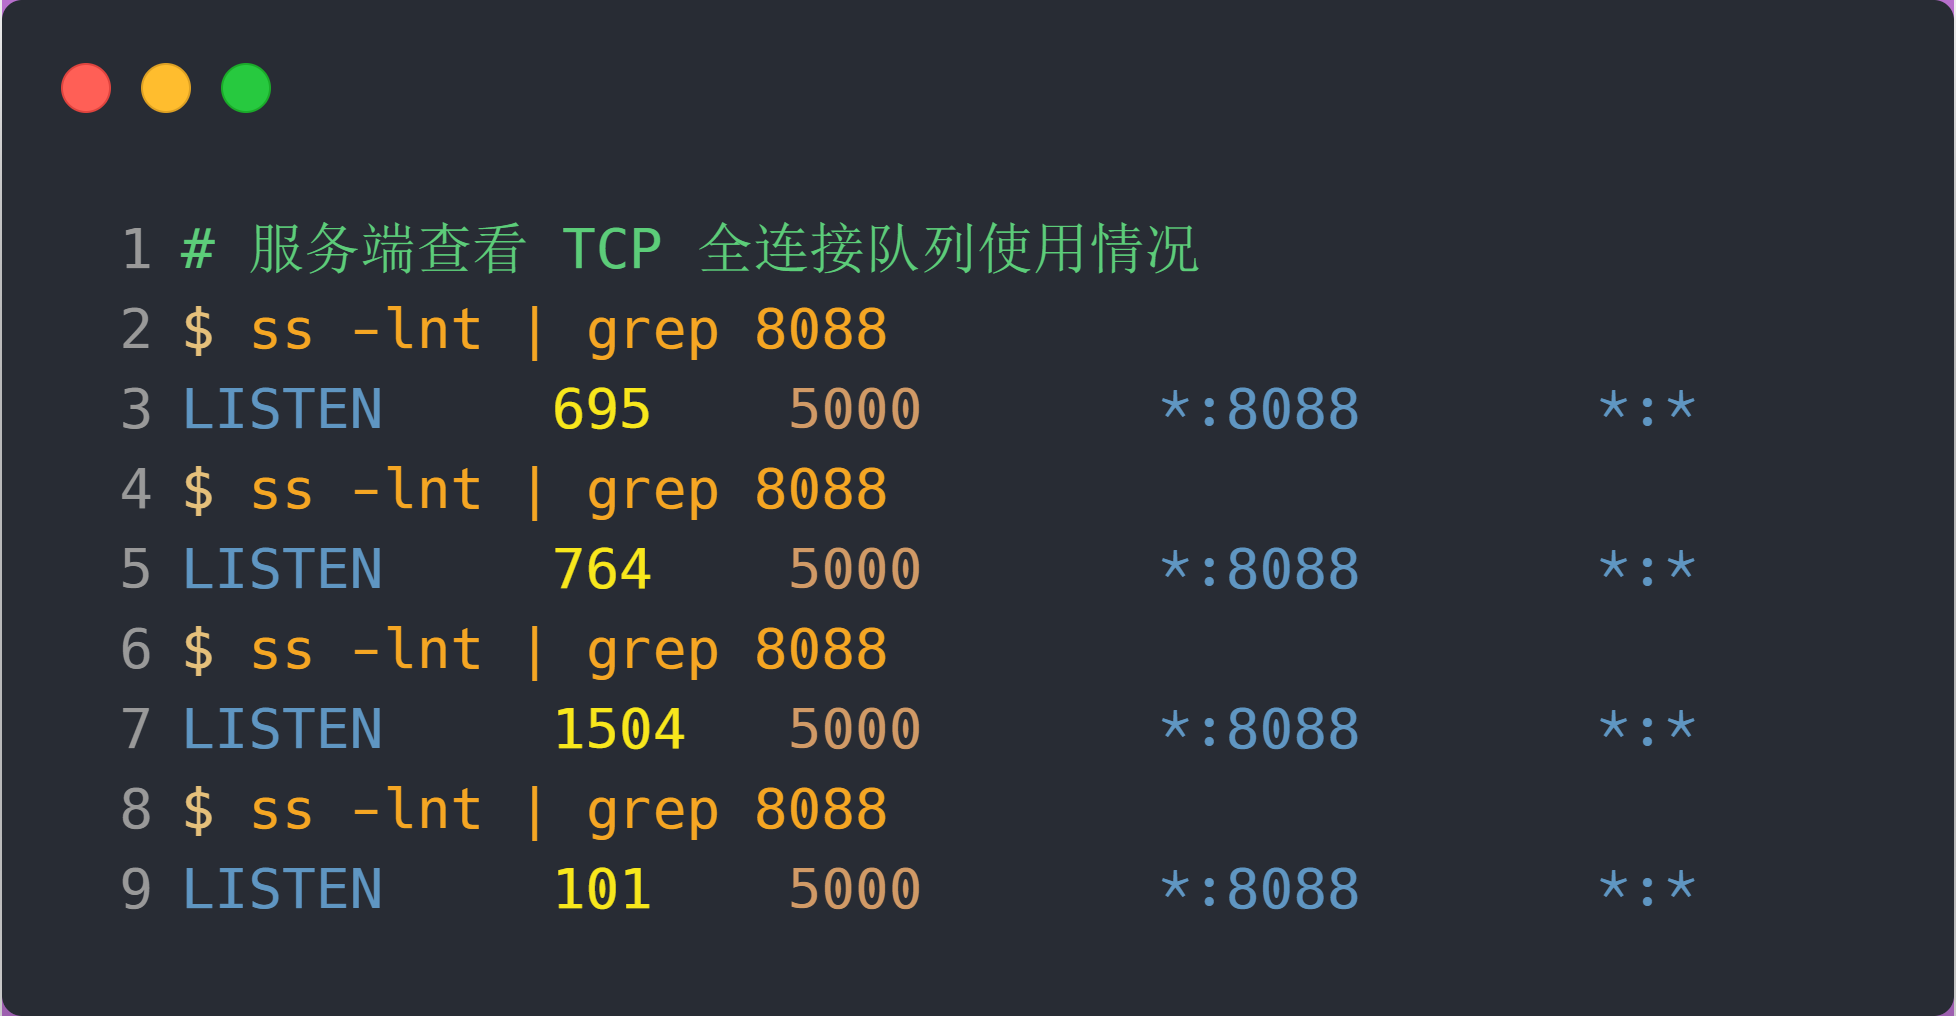 1 # 服务端查看 TCP 全连接队列使用情况
2 $ ss -lnt | grep 8088
3 LISTEN     695    5000       *:8088       *:*
4 $ ss -lnt | grep 8088
5 LISTEN     764    5000       *:8088       *:*
6 $ ss -lnt | grep 8088
7 LISTEN     1504   5000       *:8088       *:*
8 $ ss -lnt | grep 8088
9 LISTEN     101    5000       *:8088       *:*